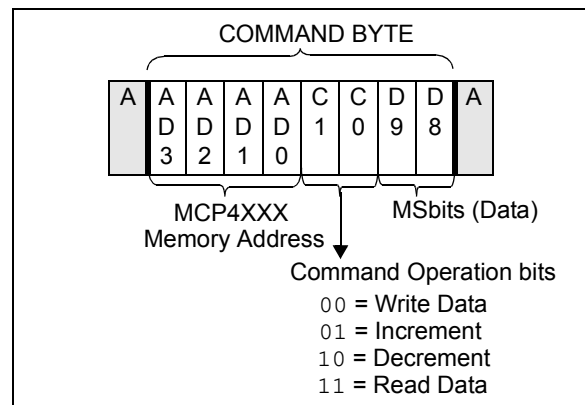 COMMAND BYTE
A A A A A C C D D A
D D D D 1 0 9 8
3 2 1 0
MCP4XXX
Memory Address
MSbits (Data)
Command Operation bits
00 = Write Data
01 = Increment
10 = Decrement
11 = Read Data